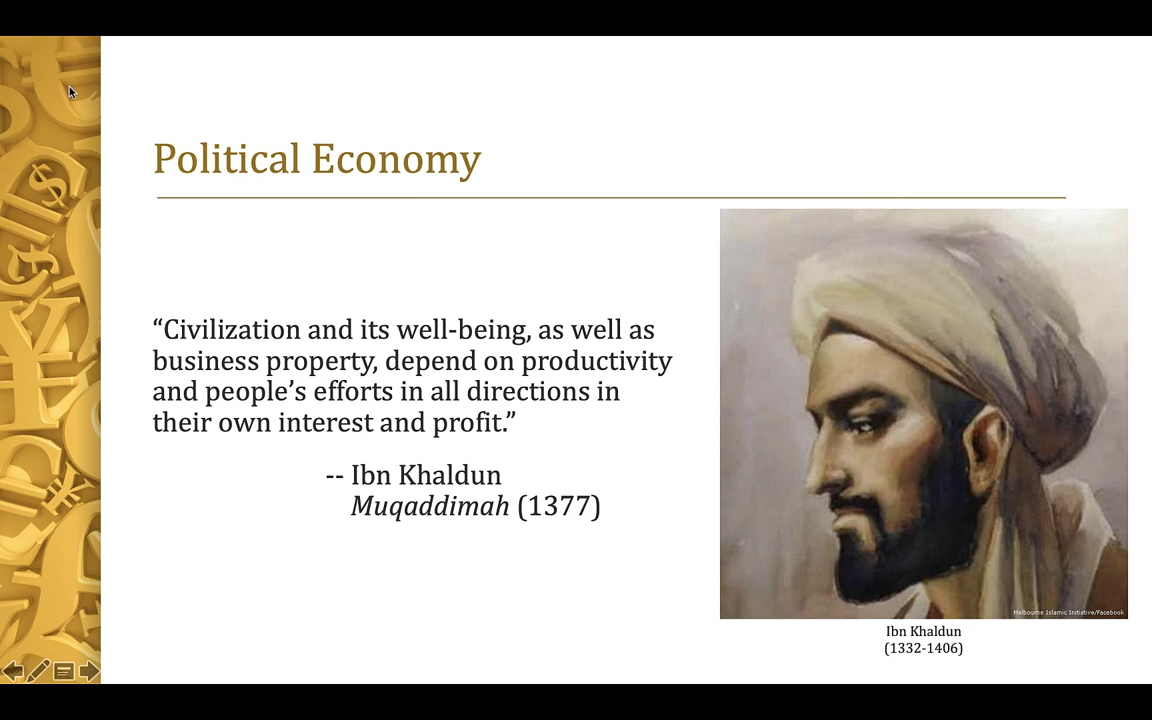 Political Economy
“Civilization and its well-being, as well as
business property, depend on productivity
and people’s efforts in all directions in
their own interest and profit.”
-- Ibn Khaldun
Muqaddimah (1377)
Melbourne Islamic Initiative/Facebook
Ibn Khaldun
(1332-1406)